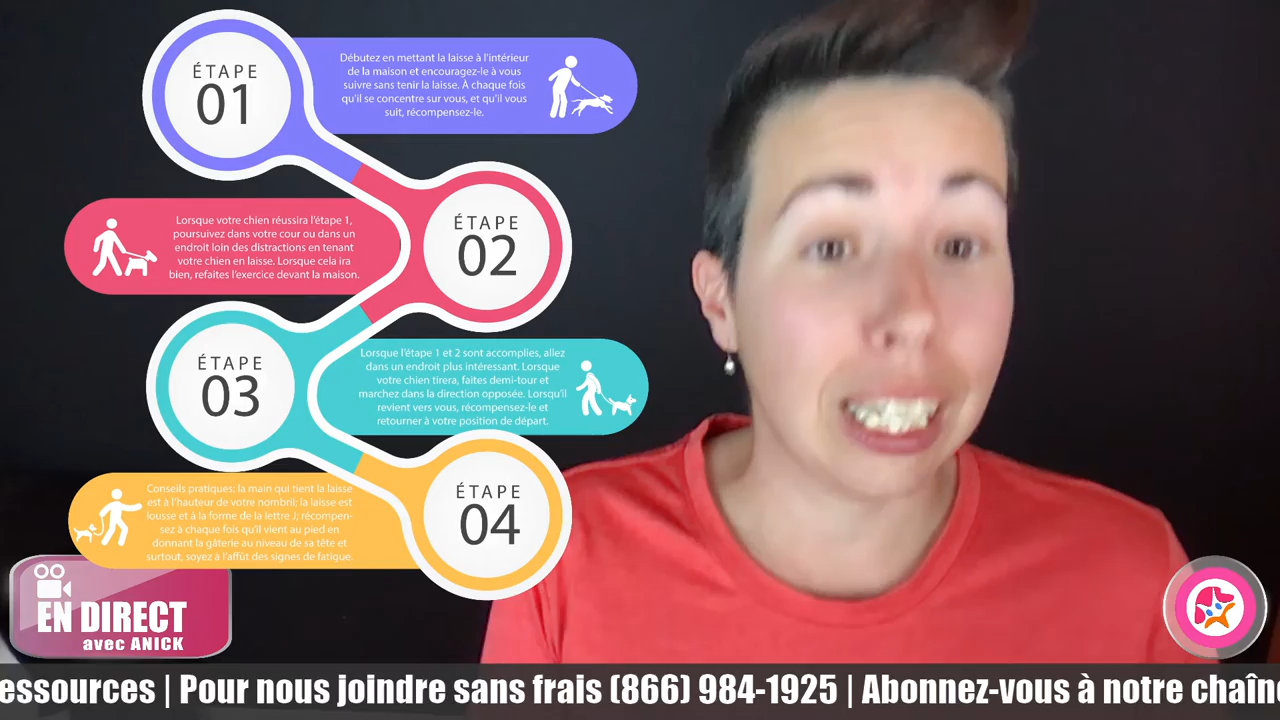 ÉTAPE
01
Débutez en mettant la laisse à l'intérieur
de la maison et encouragez-le à vous
suivre sans tenir la laisse. À chaque fois
qu'il se concentre sur vous, et qu'il vous
suit, récompensez-le.
ÉTAPE
02
Lorsque votre chien réussira l'étape 1,
poursuivez dans votre cour ou dans un
endroit loin des distractions en tenant
votre chien en laisse. Lorsque cela ira
bien, refaites l'exercice devant la maison.
ÉTAPE
03
Lorsque l'étape 1 et 2 sont accomplies, allez
dans un endroit plus intéressant. Lorsque
votre chien tirera, faites demi-tour et
marchez dans la direction opposée. Lorsqu'il
revient vers vous, récompensez-le et
retourner à votre position de départ.
ÉTAPE
04
Conseils pratiques: la main qui tient la laisse
est à l'hauteur de votre nombril; la laisse est
lousse et à la forme de la lettre J; récompen-
sez à chaque fois qu'il vient au pied en
donnant la gâterie au niveau de sa tête et
surtout, soyez à l'affût des signes de fatigue.
EN DIRECT
avec ANICK
essources | Pour nous joindre sans frais (866) 984-1925 | Abonnez-vous à notre chaîne